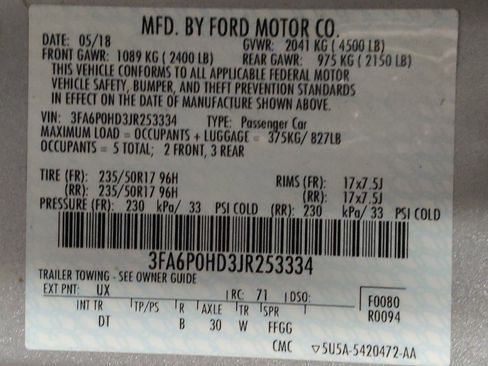 MFD. BY FORD MOTOR CO.
DATE: 05/18 GVWR: 2041 KG (4500 LB)
FRONT GAWR: 1089 KG (2400 LB) REAR GAWR: 975 KG (2150 LB)
THIS VEHICLE CONFORMS TO ALL APPLICABLE FEDERAL MOTOR
VEHICLE SAFETY, BUMPER, AND THEFT PREVENTION STANDARDS
IN EFFECT ON THE DATE OF MANUFACTURE SHOWN ABOVE.
VIN: 3FA6P0HD3JR253334 TYPE: Passenger Car
MAXIMUM LOAD = OCCUPANTS + LUGGAGE = 375KG/ 827LB
OCCUPANTS = 5 TOTAL; 2 FRONT, 3 REAR
TIRE (FR): 235/50R17 96H RIMS (FR): 17x7.5J
(RR): 235/50R17 96H (RR): 17x7.5J
PRESSURE (FR): 230 kPa/ 33 PSI COLD (RR): 230 kPa/ 33 PSI COLD
3FA6P0HD3JR253334
TRAILER TOWING - SEE OWNER GUIDE
EXT PNT: UX RC: 71 DSO: F0080
INT TR TP/PS R AXLE TR SPR R0094
DT B 30 W FFGG
CMC ▽5U5A-5420472-AA